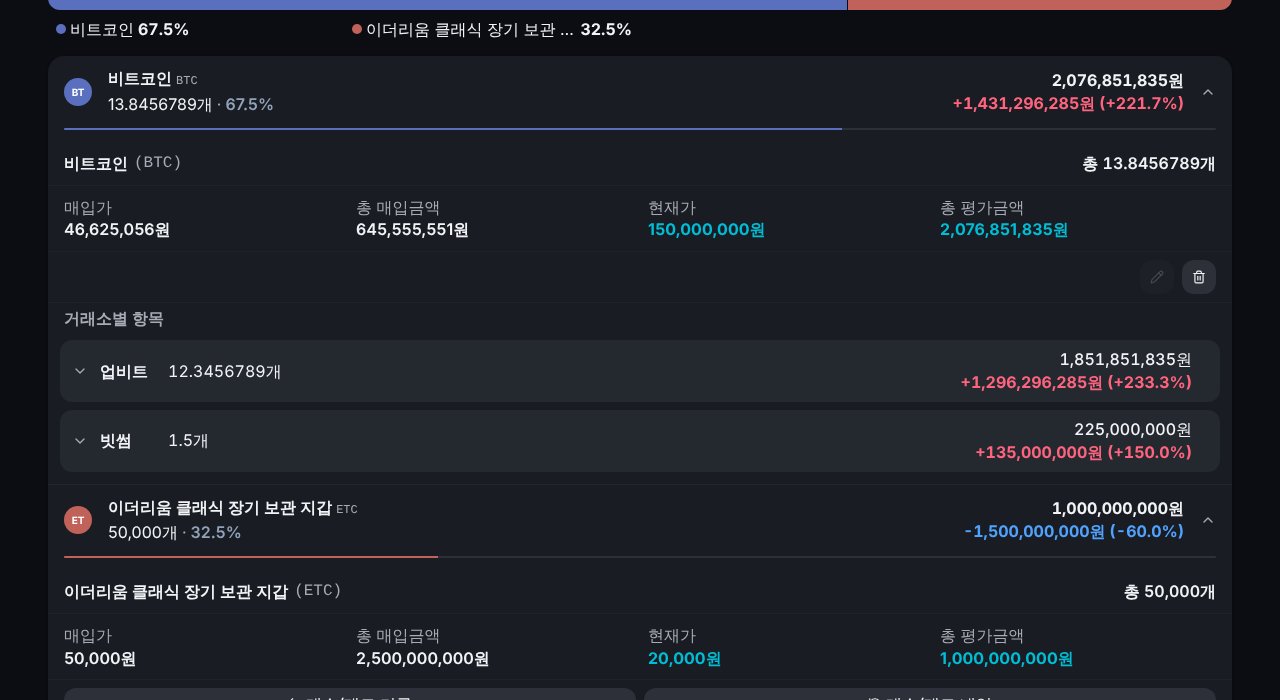 비트코인 67.5% 이더리움 클래식 장기 보관 ... 32.5%
BT 비트코인 BTC 2,076,851,835원
13.8456789개 · 67.5% +1,431,296,285원 (+221.7%)
비트코인 (BTC) 총 13.8456789개
매입가 총 매입금액 현재가 총 평가금액
46,625,056원 645,555,551원 150,000,000원 2,076,851,835원
거래소별 항목
업비트 12.3456789개 1,851,851,835원
+1,296,296,285원 (+233.3%)
빗썸 1.5개 225,000,000원
+135,000,000원 (+150.0%)
ET 이더리움 클래식 장기 보관 지갑 ETC 1,000,000,000원
50,000개 · 32.5% -1,500,000,000원 (-60.0%)
이더리움 클래식 장기 보관 지갑 (ETC) 총 50,000개
매입가 총 매입금액 현재가 총 평가금액
50,000원 2,500,000,000원 20,000원 1,000,000,000원